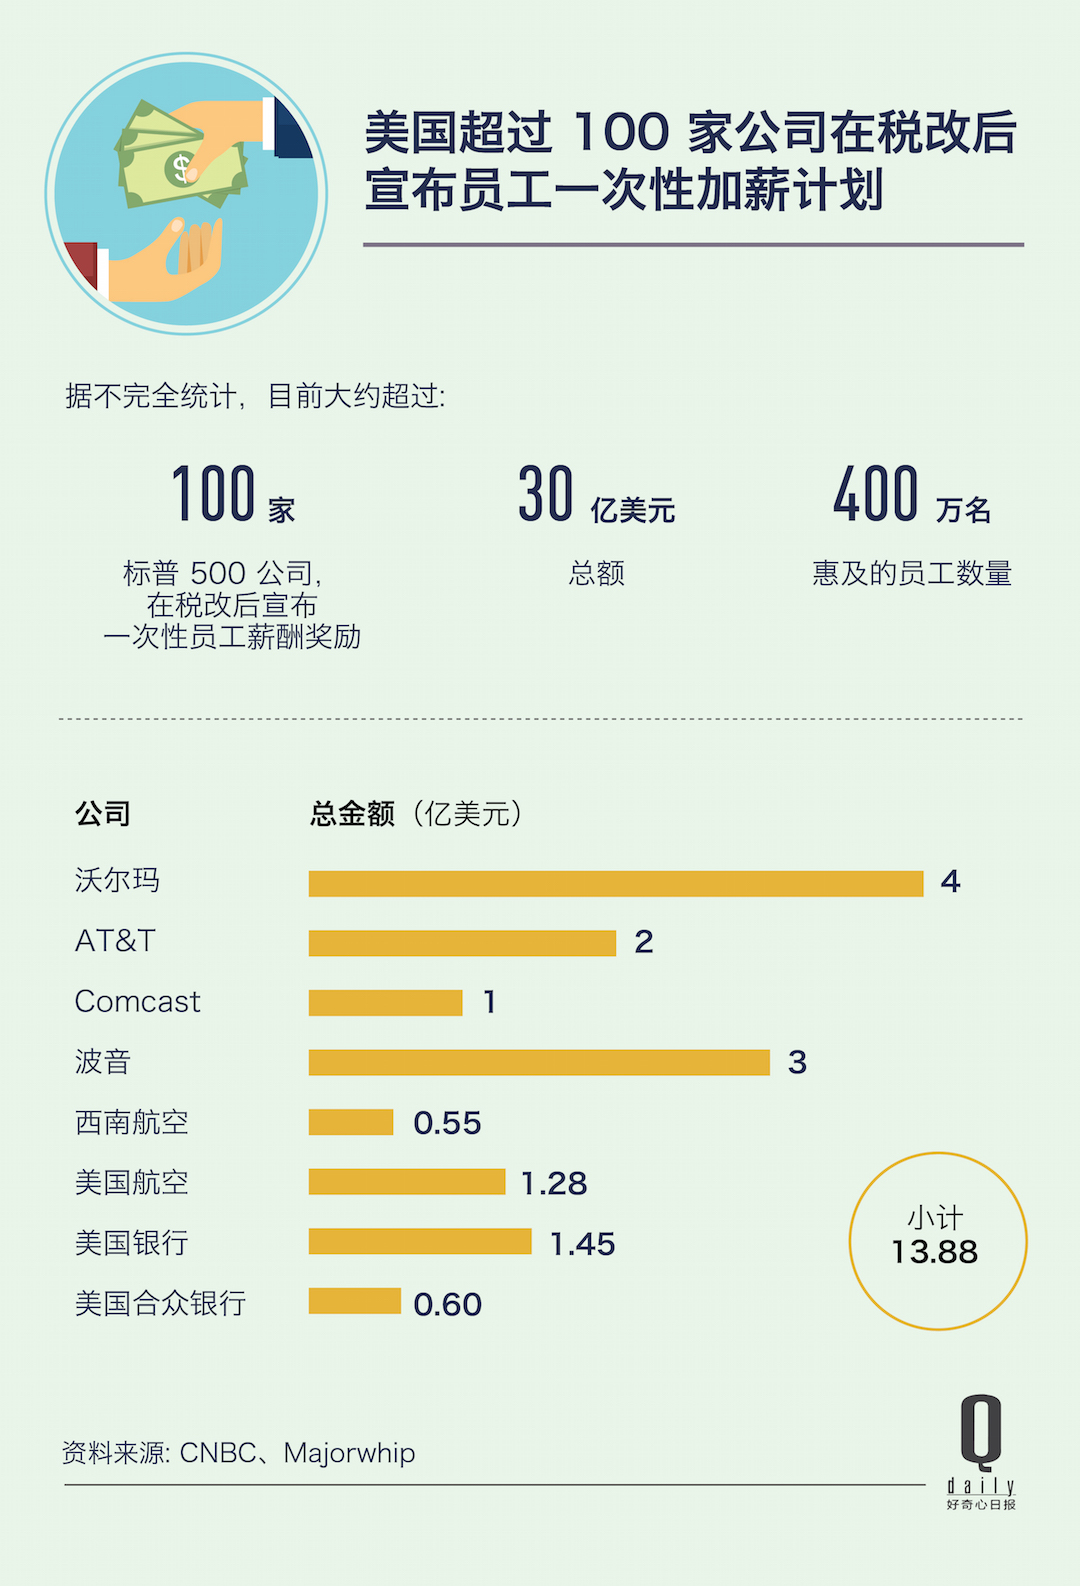 美国超过 100 家公司在税改后
宣布员工一次性加薪计划
$
据不完全统计，目前大约超过:
100 家
标普 500 公司,
在税改后宣布
一次性员工薪酬奖励
30 亿美元
总额
400 万名
惠及的员工数量
公司 总金额（亿美元）
沃尔玛 4
AT&T 2
Comcast 1
波音 3
西南航空 0.55
美国航空 1.28
美国银行 1.45
美国合众银行 0.60
小计
13.88
资料来源: CNBC、Majorwhip
Q
daily
好奇心日报